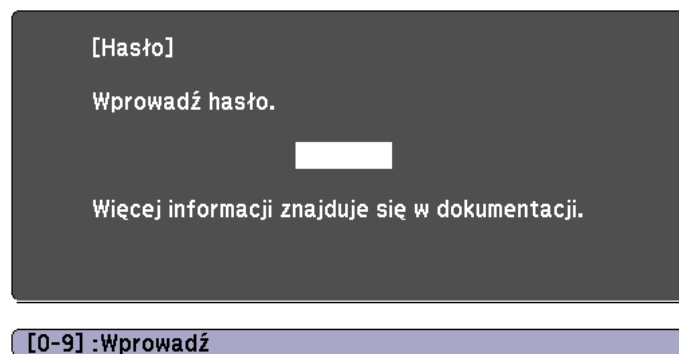 [Hasło]
Wprowadź hasło.
Więcej informacji znajduje się w dokumentacji.
[0-9] :Wprowadź